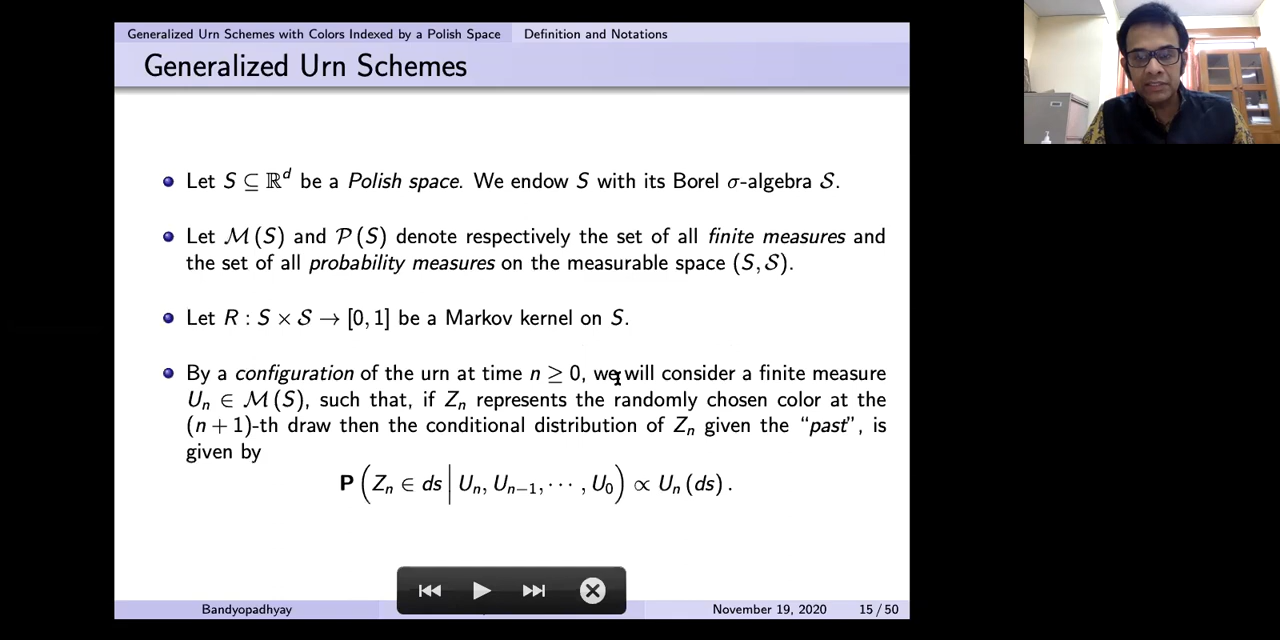 Generalized Urn Schemes with Colors Indexed by a Polish Space Definition and Notations
Generalized Urn Schemes
Let S ⊆ ℝ^d be a Polish space. We endow S with its Borel σ-algebra 𝒮.
Let ℳ(S) and 𝒫(S) denote respectively the set of all finite measures and
the set of all probability measures on the measurable space (S, 𝒮).
Let R : S × 𝒮 → [0, 1] be a Markov kernel on S.
By a configuration of the urn at time n ≥ 0, we will consider a finite measure
U_n ∈ ℳ(S), such that, if Z_n represents the randomly chosen color at the
(n + 1)-th draw then the conditional distribution of Z_n given the “past”, is
given by
P(Z_n ∈ ds | U_n, U_{n−1}, ⋯ , U_0) ∝ U_n(ds).
Bandyopadhyay November 19, 2020 15 / 50